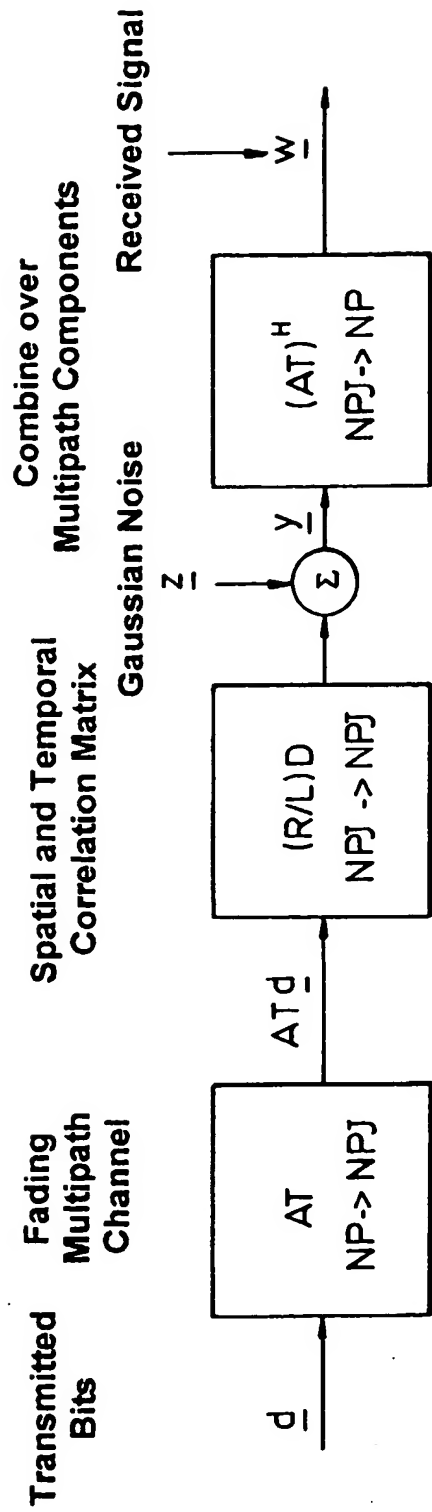 Transmitted
Bits
d
Fading
Multipath
Channel
AT
NP->NPJ
ATd
Spatial and Temporal
Correlation Matrix
(R/L)D
NPJ -> NPJ
Gaussian Noise
z
Σ
y
Combine over
Multipath Components
(AT)^H
NPJ-> NP
Received Signal
w